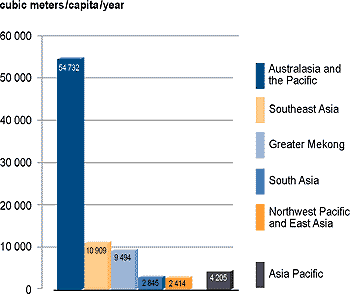 cubic meters/capita/year
60 000
50 000
40 000
30 000
20 000
10 000
0
54 732
10 909
9 494
2 845
2 414
4 205
Australasia and
the Pacific
Southeast Asia
Greater Mekong
South Asia
Northwest Pacific
and East Asia
Asia Pacific